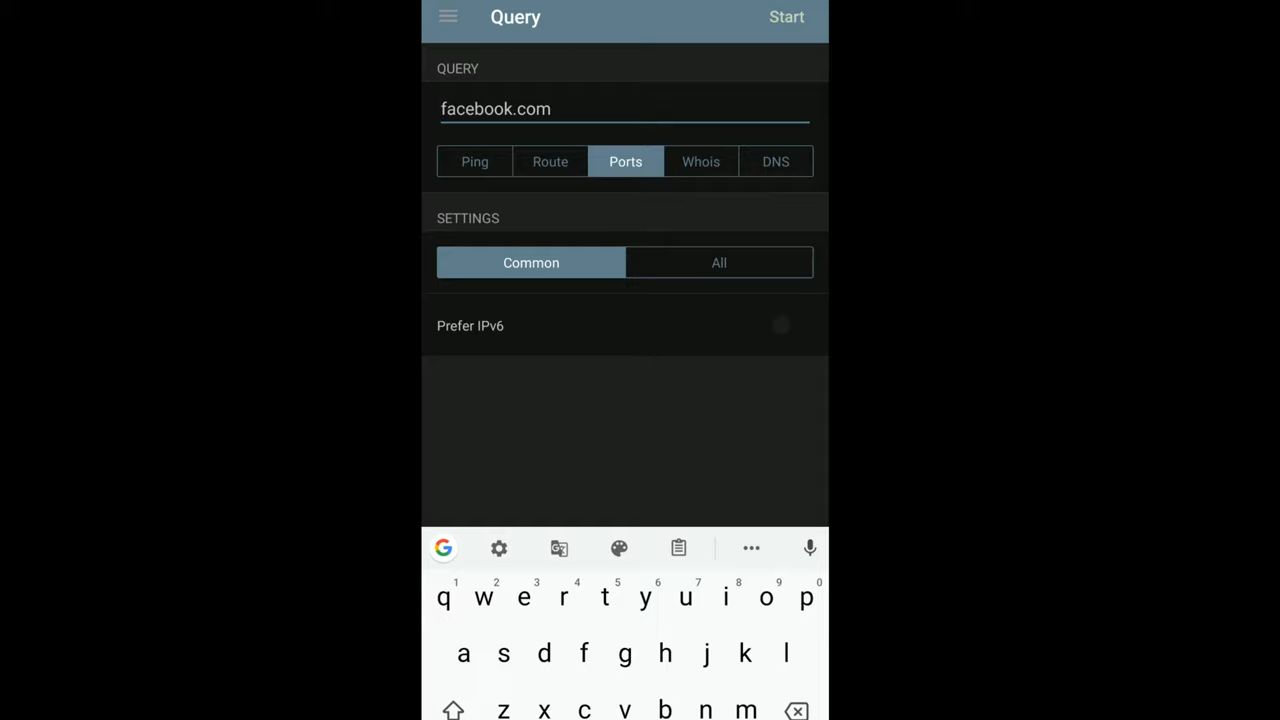 Query Start
QUERY
facebook.com
Ping Route Ports Whois DNS
SETTINGS
Common All
Prefer IPv6
G
1 2 3 4 5 6 7 8 9 0
q w e r t y u i o p
a s d f g h j k l
z x c v b n m